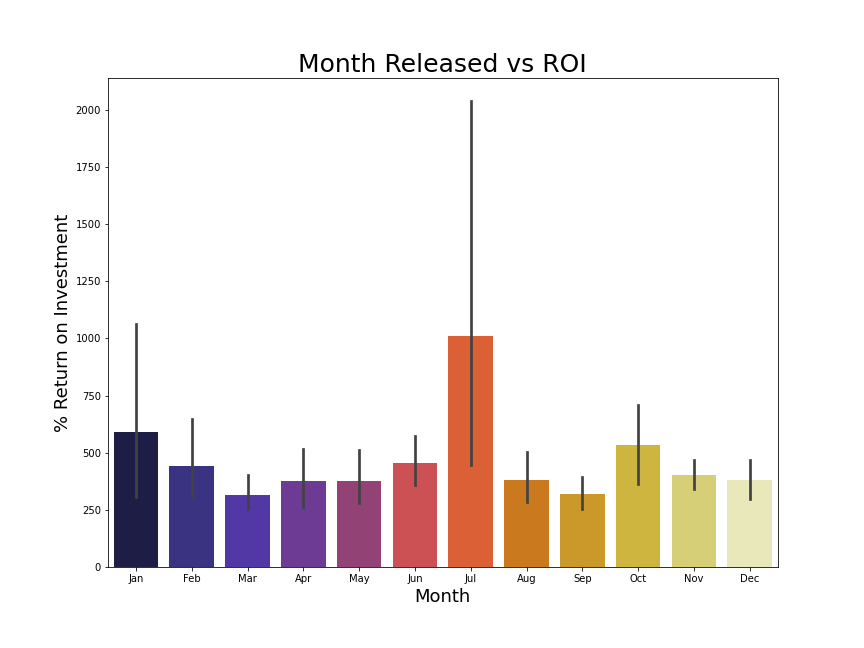 Month Released vs ROI
% Return on Investment
2000
1750
1500
1250
1000
750
500
250
0
Jan Feb Mar Apr May Jun Jul Aug Sep Oct Nov Dec
Month